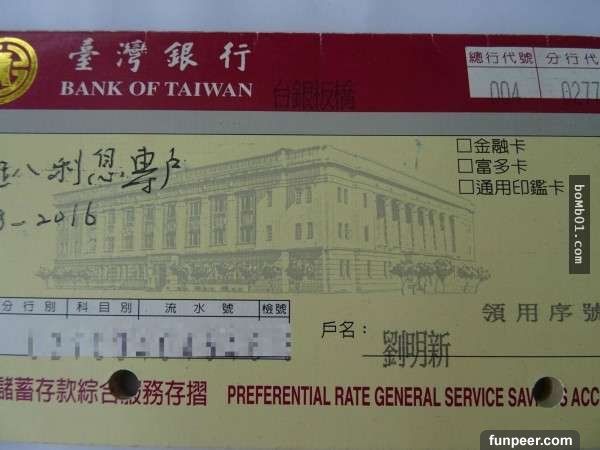 臺灣銀行
BANK OF TAIWAN
台銀板橋
總行代號 分行代
004 0277
利息專戶
-2016
□金融卡
□富多卡
□通用印鑑卡
boMb01.com
分行別 科目別 流水號 檢號
領用序號
戶名：
劉明新
儲蓄存款綜合服務存摺 PREFERENTIAL RATE GENERAL SERVICE SAV S ACC
funpeer.com